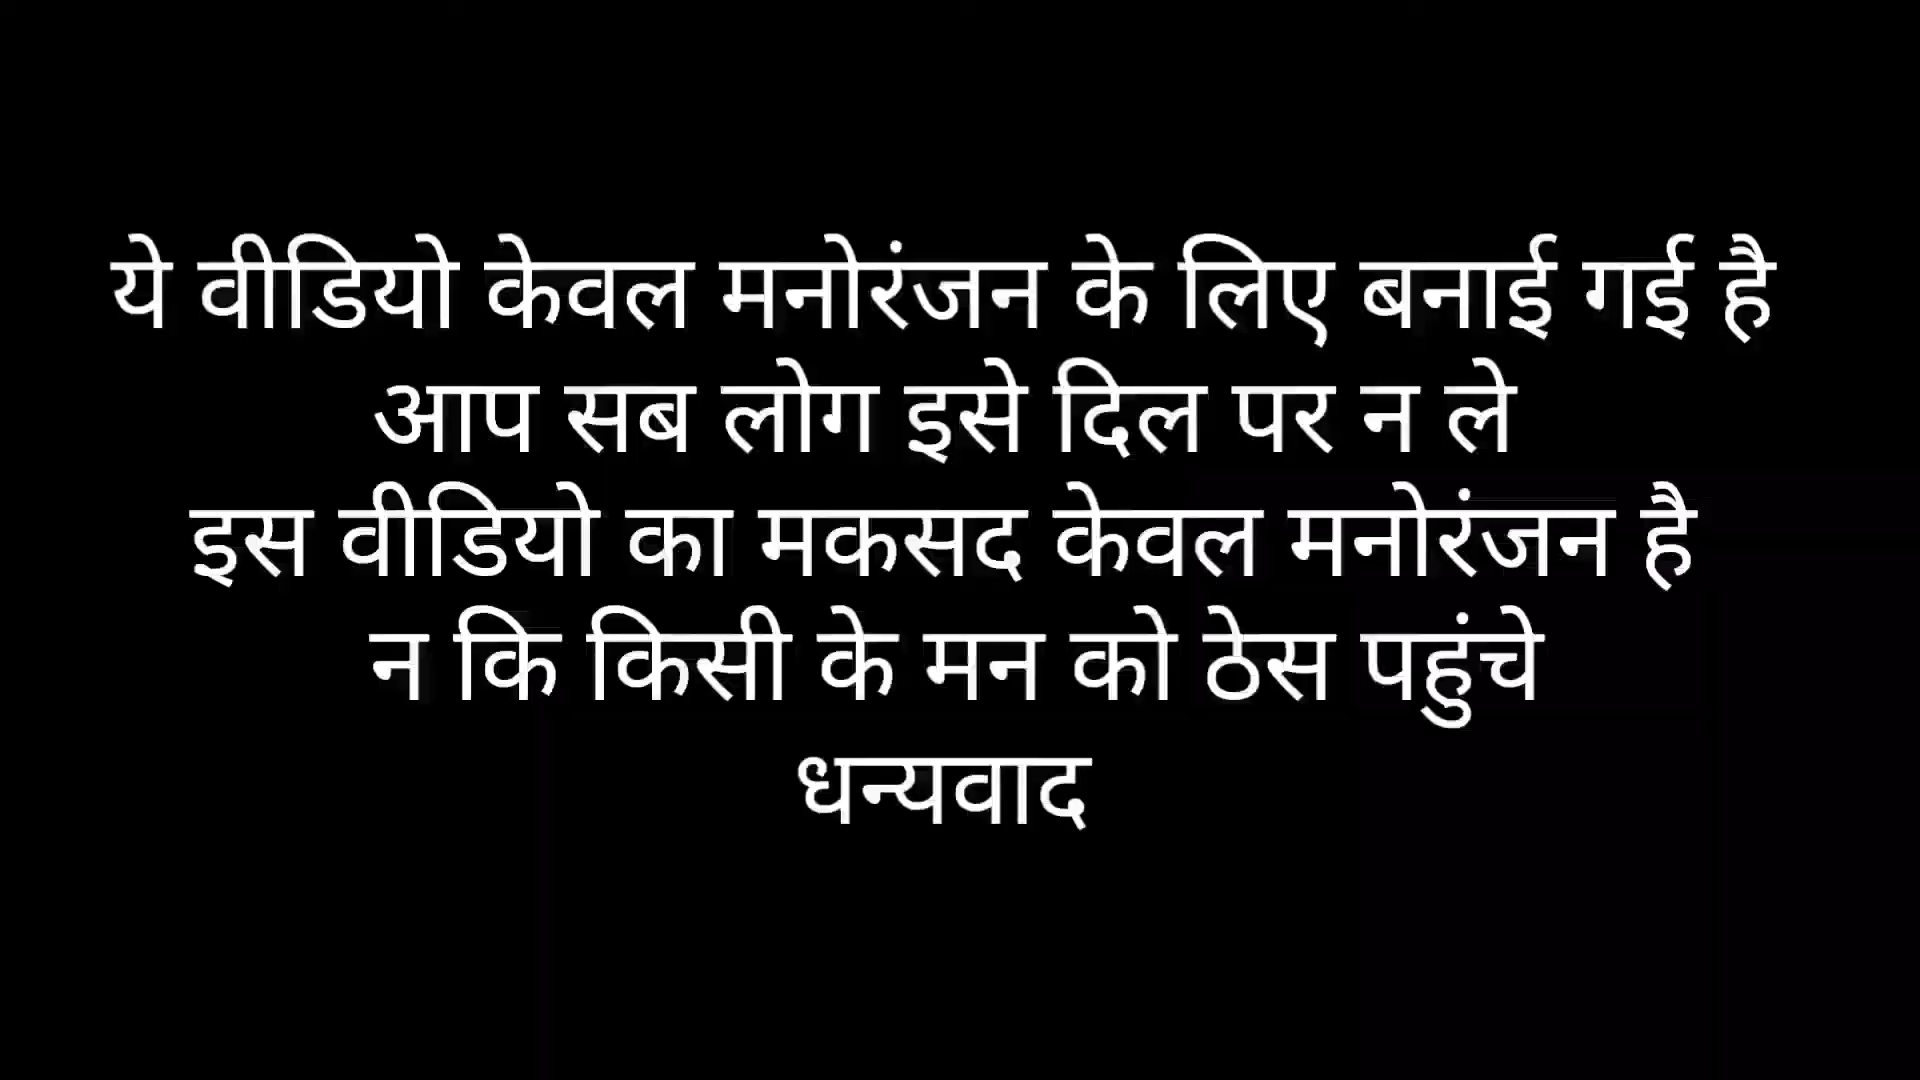 ये वीडियो केवल मनोरंजन के लिए बनाई गई है
आप सब लोग इसे दिल पर न ले
इस वीडियो का मकसद केवल मनोरंजन है
न कि किसी के मन को ठेस पहुंचे
धन्यवाद